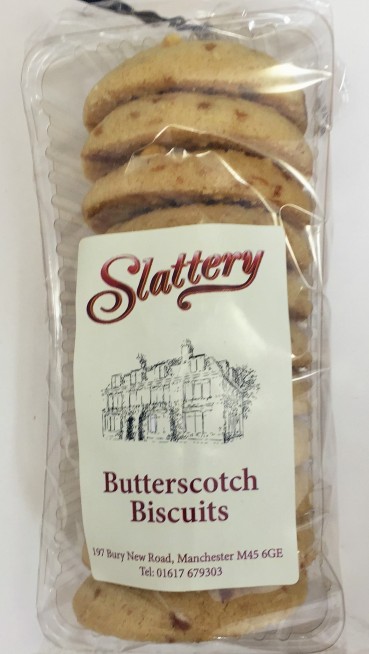 Slattery
Butterscotch
Biscuits
197 Bury New Road, Manchester M45 6GE
Tel: 01617 679303